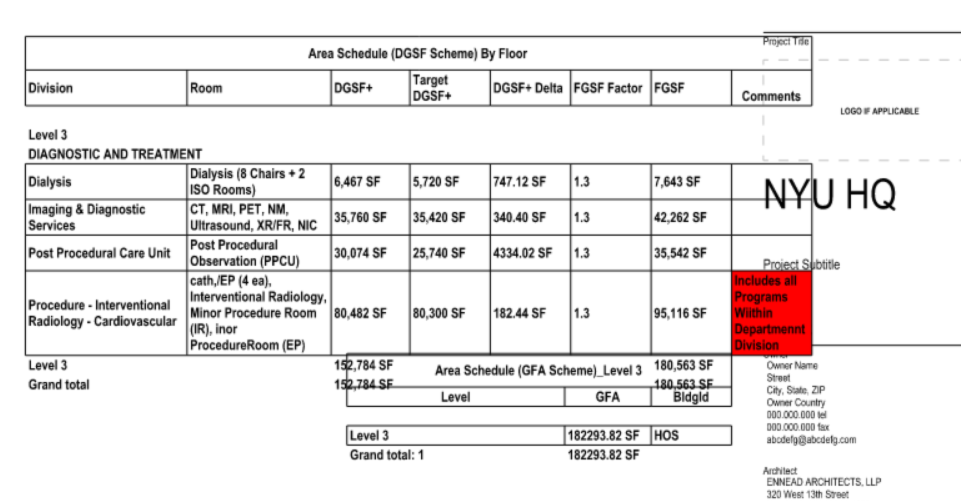 Project Title
Area Schedule (DGSF Scheme) By Floor
Division Room DGSF+ Target DGSF+ DGSF+ Delta FGSF Factor FGSF Comments
LOGO IF APPLICABLE
Level 3
DIAGNOSTIC AND TREATMENT
Dialysis Dialysis (8 Chairs + 2 ISO Rooms) 6,467 SF 5,720 SF 747.12 SF 1.3 7,643 SF
NYU HQ
Imaging & Diagnostic Services CT, MRI, PET, NM, Ultrasound, XR/FR, NIC 35,760 SF 35,420 SF 340.40 SF 1.3 42,262 SF
Post Procedural Care Unit Post Procedural Observation (PPCU) 30,074 SF 25,740 SF 4334.02 SF 1.3 35,542 SF
Project Subtitle
Procedure - Interventional Radiology - Cardiovascular cath,/EP (4 ea), Interventional Radiology, Minor Procedure Room (IR), inor ProcedureRoom (EP) 80,482 SF 80,300 SF 182.44 SF 1.3 95,116 SF Includes all Programs Wiithin Departmennt Division
Level 3 152,784 SF 180,563 SF
Grand total 152,784 SF 180,563 SF
Area Schedule (GFA Scheme)_Level 3
Level GFA BldgId
Level 3 182293.82 SF HOS
Grand total: 1 182293.82 SF
Owner Name
Street
City, State, ZIP
Owner Country
000.000.000 tel
000.000.000 fax
abcdefg@abcdefg.com
Architect
ENNEAD ARCHITECTS, LLP
320 West 13th Street